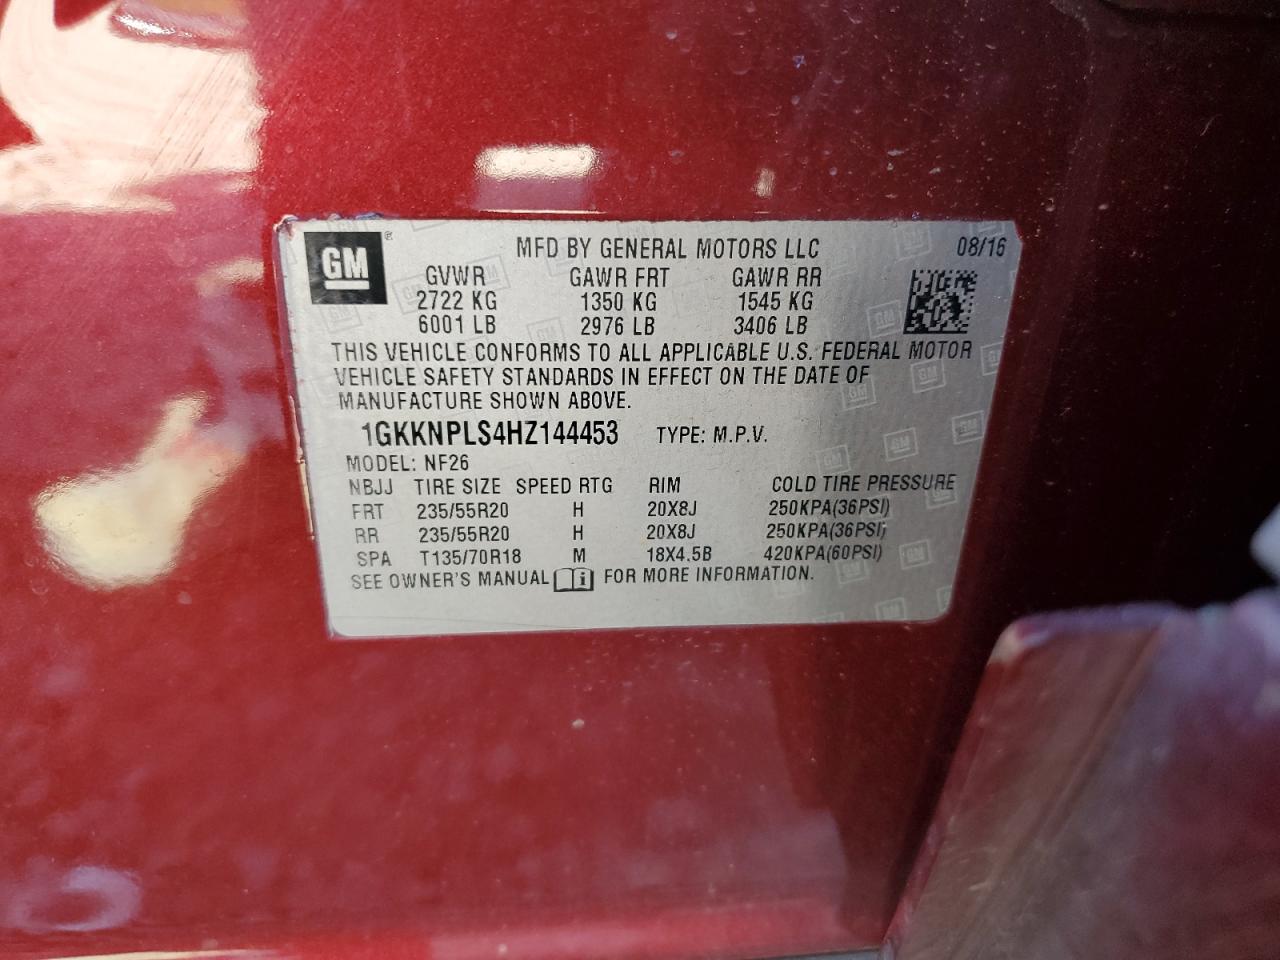 GM
MFD BY GENERAL MOTORS LLC 08/16
GVWR GAWR FRT GAWR RR
2722 KG 1350 KG 1545 KG
6001 LB 2976 LB 3406 LB
THIS VEHICLE CONFORMS TO ALL APPLICABLE U.S. FEDERAL MOTOR
VEHICLE SAFETY STANDARDS IN EFFECT ON THE DATE OF
MANUFACTURE SHOWN ABOVE.
1GKKNPLS4HZ144453 TYPE: M.P.V.
MODEL: NF26
NBJJ TIRE SIZE SPEED RTG RIM COLD TIRE PRESSURE
FRT 235/55R20 H 20X8J 250KPA(36PSI)
RR 235/55R20 H 20X8J 250KPA(36PSI)
SPA T135/70R18 M 18X4.5B 420KPA(60PSI)
SEE OWNER'S MANUAL i FOR MORE INFORMATION.